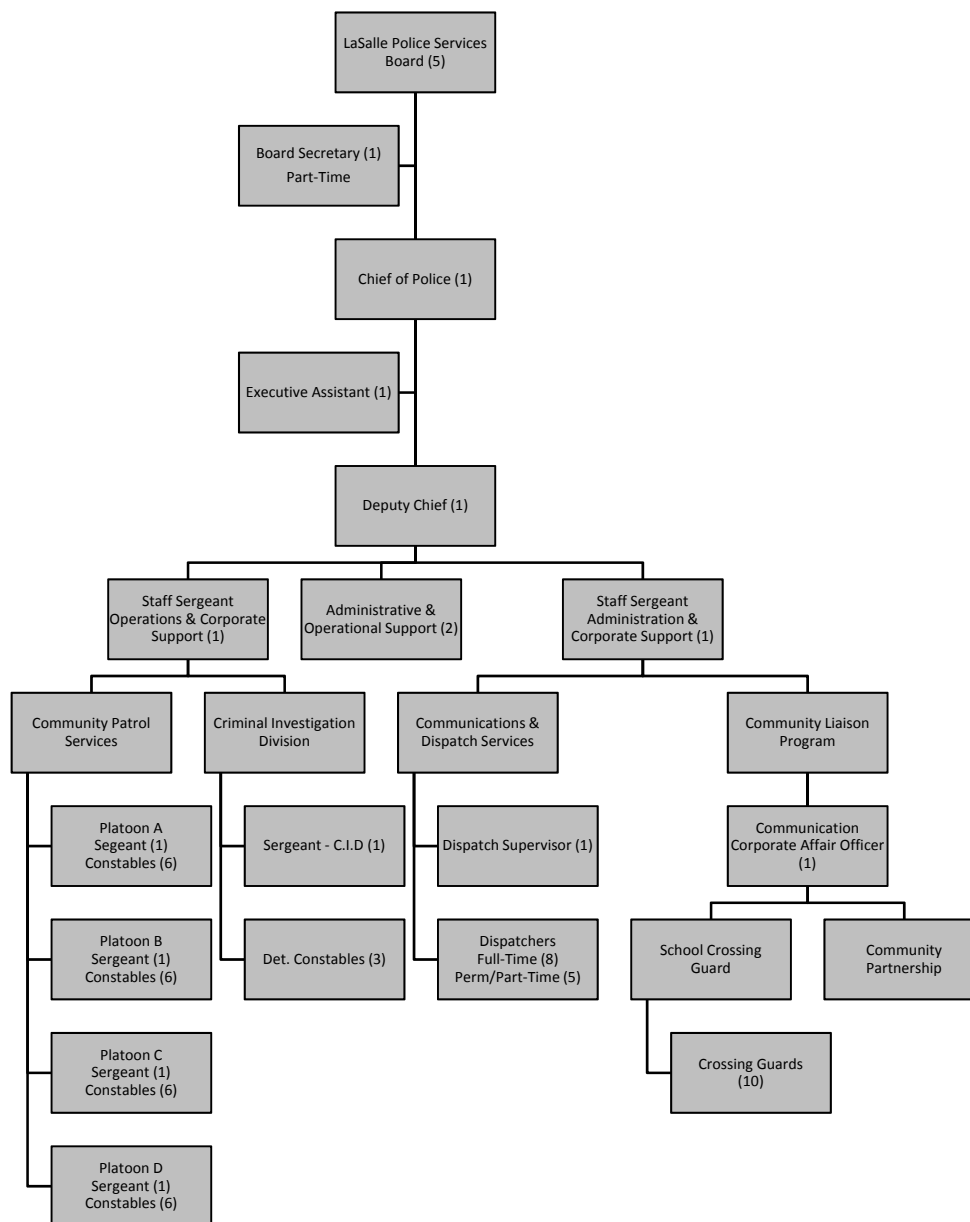 LaSalle Police Services
Board (5)
Board Secretary (1)
Part-Time
Chief of Police (1)
Executive Assistant (1)
Deputy Chief (1)
Staff Sergeant
Operations & Corporate
Support (1)
Administrative &
Operational Support (2)
Staff Sergeant
Administration &
Corporate Support (1)
Community Patrol
Services
Criminal Investigation
Division
Communications &
Dispatch Services
Community Liaison
Program
Platoon A
Segeant (1)
Constables (6)
Sergeant - C.I.D (1)
Dispatch Supervisor (1)
Communication
Corporate Affair Officer
(1)
Platoon B
Sergeant (1)
Constables (6)
Det. Constables (3)
Dispatchers
Full-Time (8)
Perm/Part-Time (5)
School Crossing
Guard
Community
Partnership
Platoon C
Sergeant (1)
Constables (6)
Crossing Guards
(10)
Platoon D
Sergeant (1)
Constables (6)